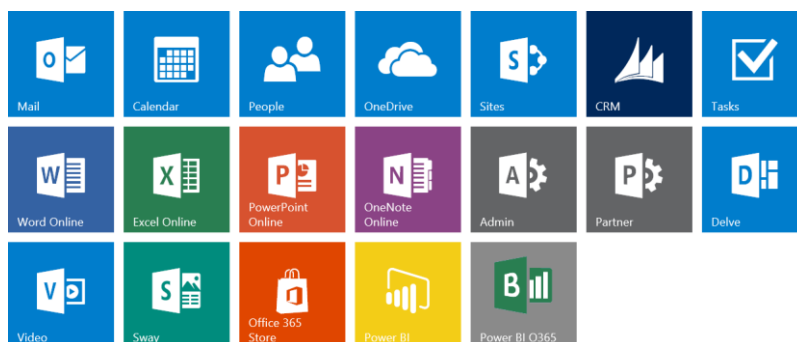 Mail
Calendar
People
OneDrive
Sites
CRM
Tasks
Word Online
Excel Online
PowerPoint
Online
OneNote
Online
Admin
Partner
Delve
Video
Sway
Office 365
Store
Power BI
Power BI O365